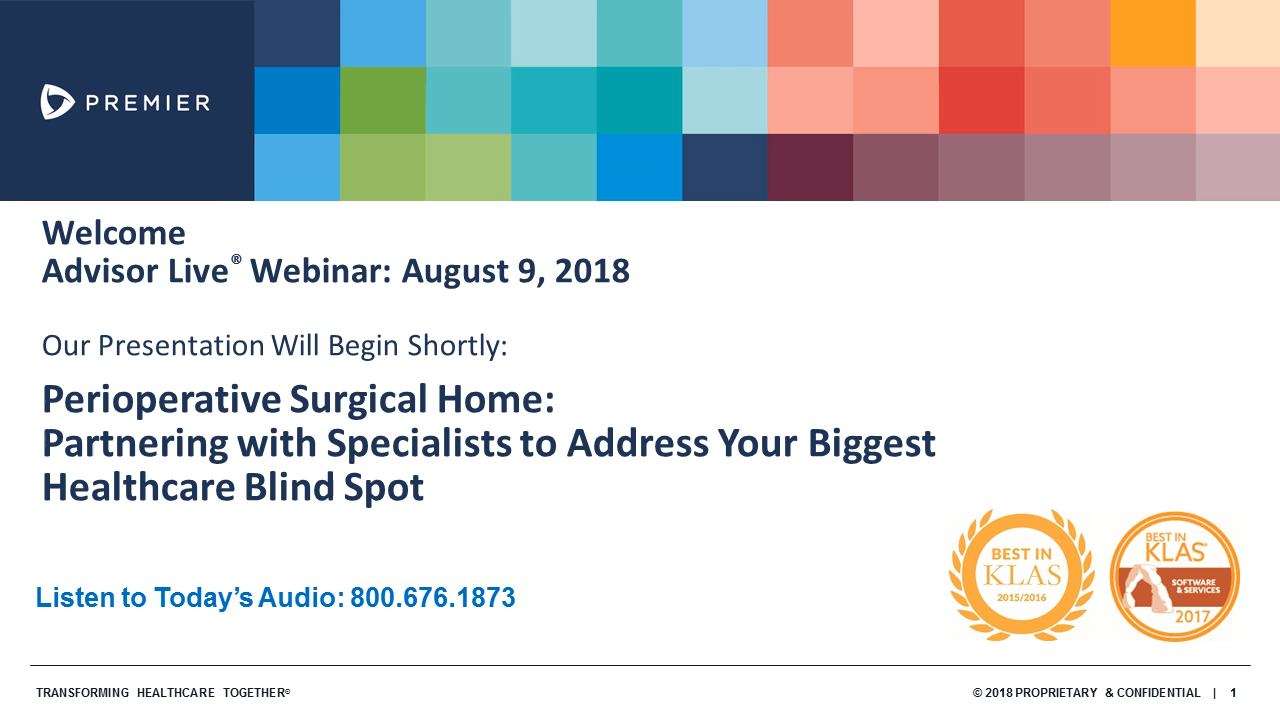 PREMIER
Welcome
Advisor Live® Webinar: August 9, 2018
Our Presentation Will Begin Shortly:
Perioperative Surgical Home:
Partnering with Specialists to Address Your Biggest
Healthcare Blind Spot
Listen to Today’s Audio: 800.676.1873
BEST IN
KLAS
2015/2016
BEST IN
KLAS®
SOFTWARE
& SERVICES
2017
TRANSFORMING HEALTHCARE TOGETHER®
© 2018 PROPRIETARY & CONFIDENTIAL | 1